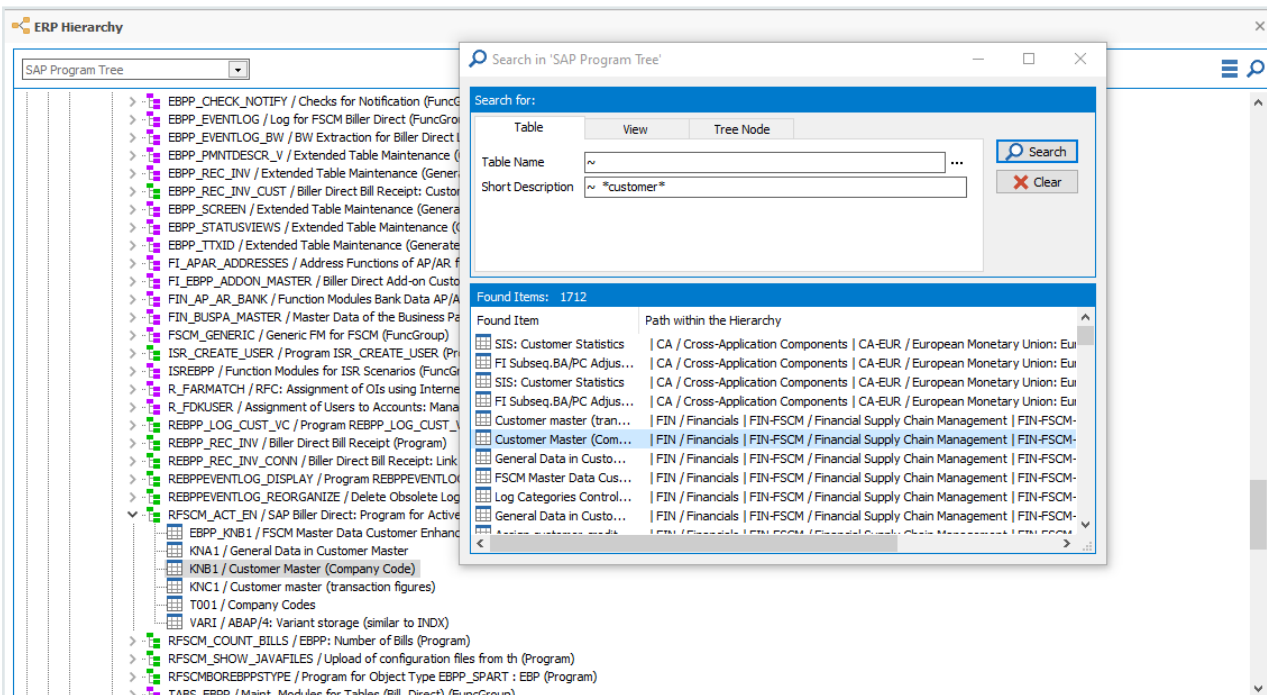 ERP Hierarchy
SAP Program Tree
EBPP_CHECK_NOTIFY / Checks for Notification (FuncG
EBPP_EVENTLOG / Log for FSCM Biller Direct (FuncGrou
EBPP_EVENTLOG_BW / BW Extraction for Biller Direct L
EBPP_PMNTDESCR_V / Extended Table Maintenance (
EBPP_REC_INV / Extended Table Maintenance (Gener
EBPP_REC_INV_CUST / Biller Direct Bill Receipt: Custor
EBPP_SCREEN / Extended Table Maintenance (Genera
EBPP_STATUSVIEWS / Extended Table Maintenance (
EBPP_TTXID / Extended Table Maintenance (Generate
FI_APAR_ADDRESSES / Address Functions of AP/AR f
FI_EBPP_ADDON_MASTER / Biller Direct Add-on Custo
FIN_AP_AR_BANK / Function Modules Bank Data AP/A
FIN_BUSPA_MASTER / Master Data of the Business Pa
FSCM_GENERIC / Generic FM for FSCM (FuncGroup)
ISR_CREATE_USER / Program ISR_CREATE_USER (Pr
ISREBPP / Function Modules for ISR Scenarios (FuncGr
R_FARMATCH / RFC: Assignment of OIs using Interne
R_FDKUSER / Assignment of Users to Accounts: Mana
REBPP_LOG_CUST_VC / Program REBPP_LOG_CUST_V
REBPP_REC_INV / Biller Direct Bill Receipt (Program)
REBPP_REC_INV_CONN / Biller Direct Bill Receipt: Link
REBPPEVENTLOG_DISPLAY / Program REBPPEVENTLO
REBPPEVENTLOG_REORGANIZE / Delete Obsolete Log
RFSCM_ACT_EN / SAP Biller Direct: Program for Active
EBPP_KNB1 / FSCM Master Data Customer Enhanc
KNA1 / General Data in Customer Master
KNB1 / Customer Master (Company Code)
KNC1 / Customer master (transaction figures)
T001 / Company Codes
VARI / ABAP/4: Variant storage (similar to INDX)
RFSCM_COUNT_BILLS / EBPP: Number of Bills (Program)
RFSCM_SHOW_JAVAFILES / Upload of configuration files from th (Program)
RFSCMBOREBPPSTYPE / Program for Object Type EBPP_SPART : EBP (Program)
TABS_EBPP / Maint. Modules for Tables (Bill. Direct) (FuncGroup)
Search in 'SAP Program Tree'
Search for:
Table View Tree Node
Table Name ~ ... Search
Short Description ~ *customer* Clear
Found Items: 1712
Found Item Path within the Hierarchy
SIS: Customer Statistics | CA / Cross-Application Components | CA-EUR / European Monetary Union: Eur
FI Subseq.BA/PC Adjus... | CA / Cross-Application Components | CA-EUR / European Monetary Union: Eur
SIS: Customer Statistics | CA / Cross-Application Components | CA-EUR / European Monetary Union: Eur
FI Subseq.BA/PC Adjus... | CA / Cross-Application Components | CA-EUR / European Monetary Union: Eur
Customer master (tran... | FIN / Financials | FIN-FSCM / Financial Supply Chain Management | FIN-FSCM-
Customer Master (Com... | FIN / Financials | FIN-FSCM / Financial Supply Chain Management | FIN-FSCM-
General Data in Custo... | FIN / Financials | FIN-FSCM / Financial Supply Chain Management | FIN-FSCM-
FSCM Master Data Cus... | FIN / Financials | FIN-FSCM / Financial Supply Chain Management | FIN-FSCM-
Log Categories Control... | FIN / Financials | FIN-FSCM / Financial Supply Chain Management | FIN-FSCM-
General Data in Custo... | FIN / Financials | FIN-FSCM / Financial Supply Chain Management | FIN-FSCM-